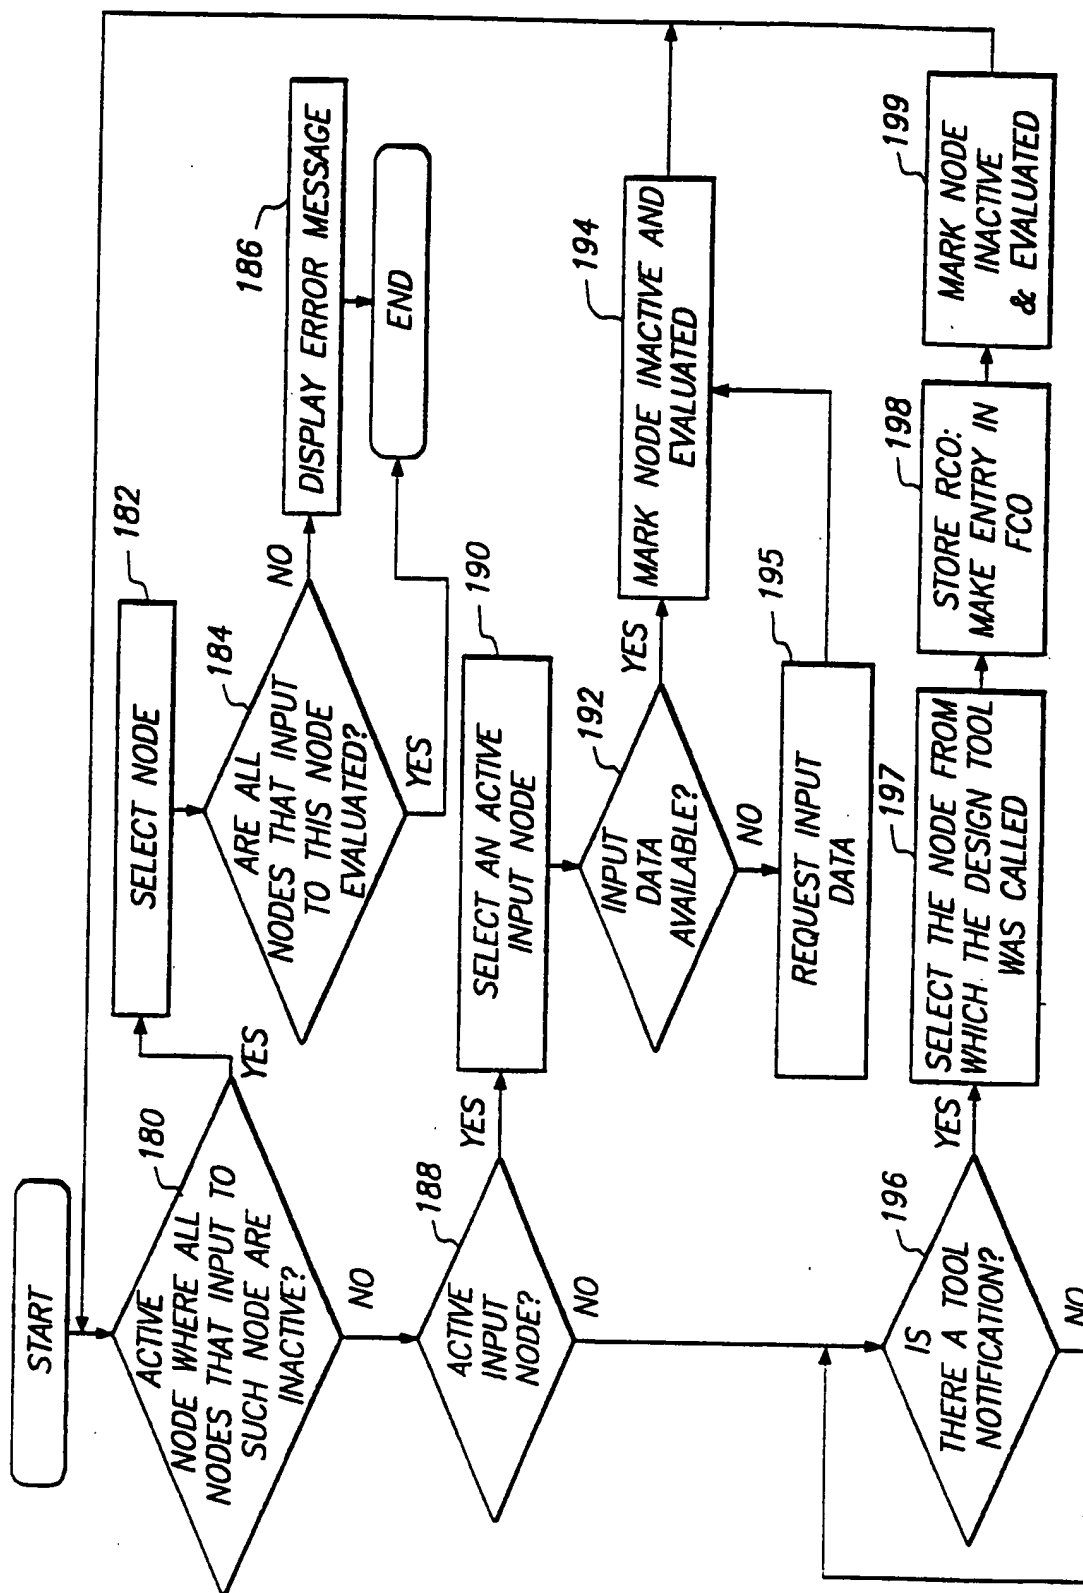 START
ACTIVE
NODE WHERE ALL
NODES THAT INPUT TO
SUCH NODE ARE
INACTIVE?
180
YES
NO
SELECT NODE
182
ARE ALL
NODES THAT INPUT
TO THIS NODE
EVALUATED?
184
NO
YES
DISPLAY ERROR MESSAGE
186
END
ACTIVE
INPUT
NODE?
188
YES
NO
SELECT AN ACTIVE
INPUT NODE
190
INPUT
DATA
AVAILABLE?
192
YES
NO
MARK NODE INACTIVE AND
EVALUATED
194
REQUEST INPUT
DATA
195
IS
THERE A TOOL
NOTIFICATION?
196
YES
NO
SELECT THE NODE FROM
WHICH THE DESIGN TOOL
WAS CALLED
197
STORE RCO:
MAKE ENTRY IN
FCO
198
MARK NODE
INACTIVE
& EVALUATED
199